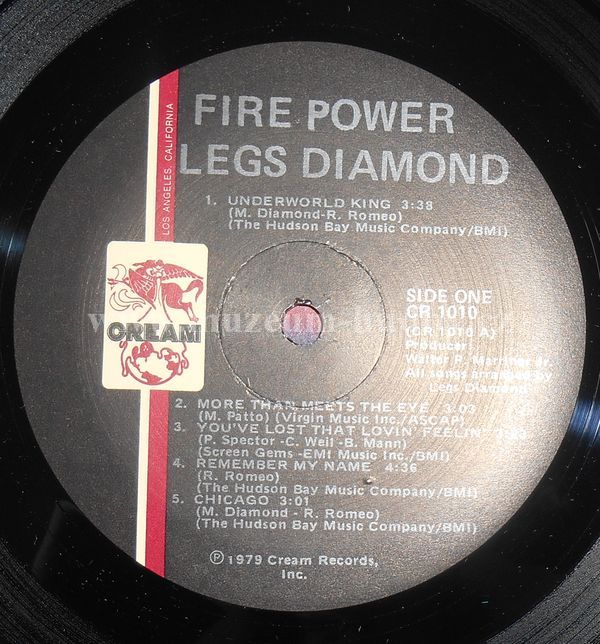 LOS ANGELES, CALIFORNIA
FIRE POWER
LEGS DIAMOND
1. UNDERWORLD KING 3:38
(M. Diamond-R. Romeo)
(The Hudson Bay Music Company/BMI)
CREAM
SIDE ONE
CR 1010
(CR 1010 A)
Producer
Walter P.
All songs arranged by
Legs Diamond
2. MORE THAN MEETS THE EYE 3:03
(M. Patto) (Virgin Music Inc./ASCAP)
3. YOU'VE LOST THAT LOVIN' FEELIN'
(P. Spector -C. Weil -B. Mann)
(Screen Gems -EMI Music Inc./BMI)
4. REMEMBER MY NAME 4:36
(R. Romeo)
(The Hudson Bay Music Company/BMI)
5. CHICAGO 3:01
(M. Diamond - R. Romeo)
(The Hudson Bay Music Company/BMI)
Ⓟ 1979 Cream Records,
Inc.